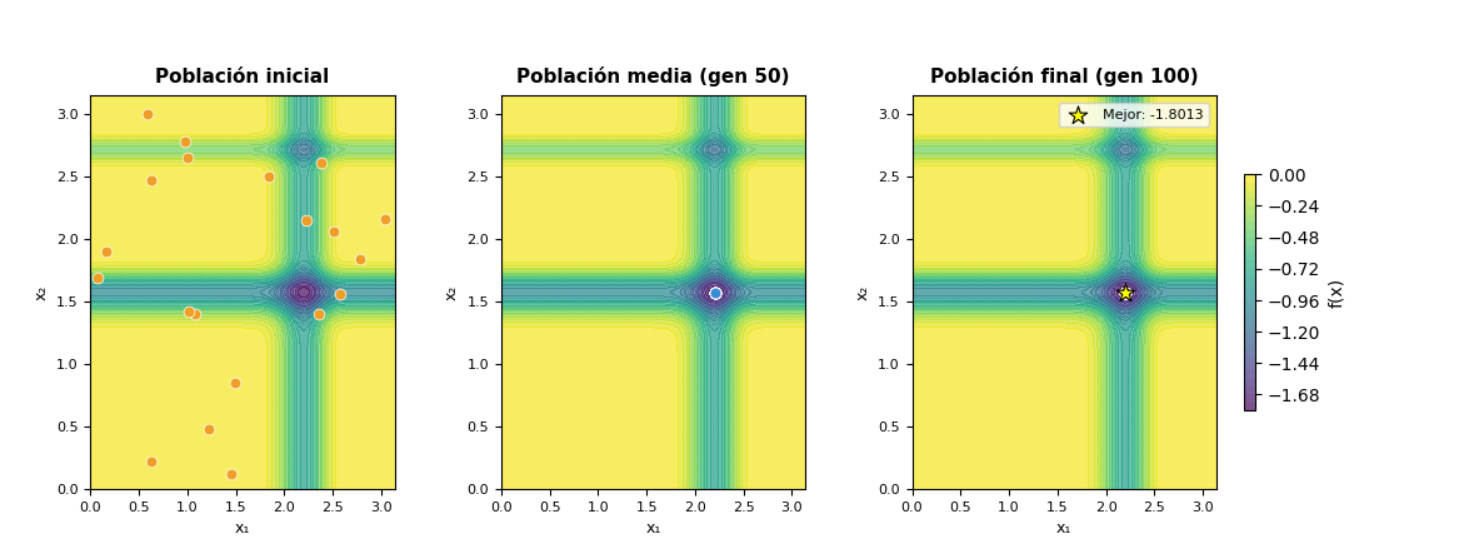 Población inicial
3.0
2.5
2.0
1.5
1.0
0.5
0.0
x₂
0.0 0.5 1.0 1.5 2.0 2.5 3.0
x₁
Población media (gen 50)
3.0
2.5
2.0
1.5
1.0
0.5
0.0
x₂
0.0 0.5 1.0 1.5 2.0 2.5 3.0
x₁
Población final (gen 100)
Mejor: -1.8013
3.0
2.5
2.0
1.5
1.0
0.5
0.0
x₂
0.0 0.5 1.0 1.5 2.0 2.5 3.0
x₁
0.00
−0.24
−0.48
−0.72
−0.96
−1.20
−1.44
−1.68
f(x)